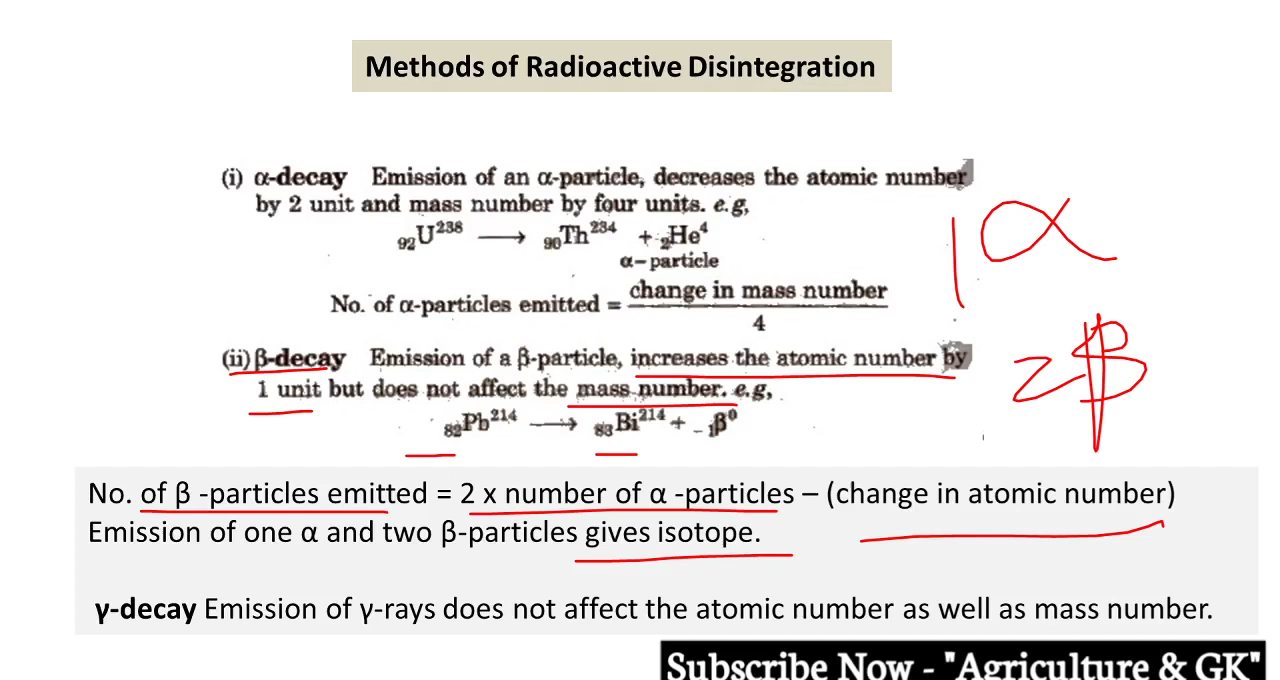 Methods of Radioactive Disintegration
(i) α-decay Emission of an α-particle, decreases the atomic number
by 2 unit and mass number by four units. e.g,
₉₂U²³⁸ ⟶ ₉₀Th²³⁴ + ₂He⁴
α-particle
No. of α-particles emitted = change in mass number / 4
1α
(ii) β-decay Emission of a β-particle, increases the atomic number by
1 unit but does not affect the mass number. e.g,
₈₂Pb²¹⁴ ⟶ ₈₃Bi²¹⁴ + ₋₁β⁰
2β
No. of β -particles emitted = 2 x number of α -particles – (change in atomic number)
Emission of one α and two β-particles gives isotope.
γ-decay Emission of γ-rays does not affect the atomic number as well as mass number.
Subscribe Now - "Agriculture & GK"